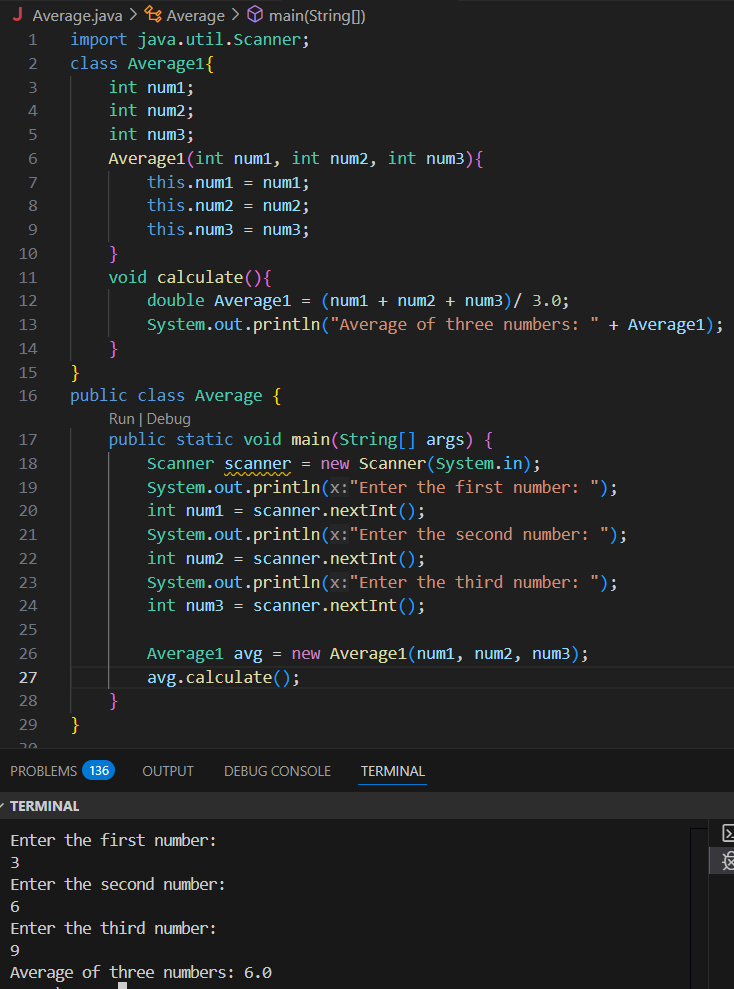 J Average.java > Average > main(String[])
1 import java.util.Scanner;
2 class Average1{
3 int num1;
4 int num2;
5 int num3;
6 Average1(int num1, int num2, int num3){
7 this.num1 = num1;
8 this.num2 = num2;
9 this.num3 = num3;
10 }
11 void calculate(){
12 double Average1 = (num1 + num2 + num3)/ 3.0;
13 System.out.println("Average of three numbers: " + Average1);
14 }
15 }
16 public class Average {
Run | Debug
17 public static void main(String[] args) {
18 Scanner scanner = new Scanner(System.in);
19 System.out.println(x:"Enter the first number: ");
20 int num1 = scanner.nextInt();
21 System.out.println(x:"Enter the second number: ");
22 int num2 = scanner.nextInt();
23 System.out.println(x:"Enter the third number: ");
24 int num3 = scanner.nextInt();
25
26 Average1 avg = new Average1(num1, num2, num3);
27 avg.calculate();
28 }
29 }
PROBLEMS 136 OUTPUT DEBUG CONSOLE TERMINAL
TERMINAL
Enter the first number:
3
Enter the second number:
6
Enter the third number:
9
Average of three numbers: 6.0